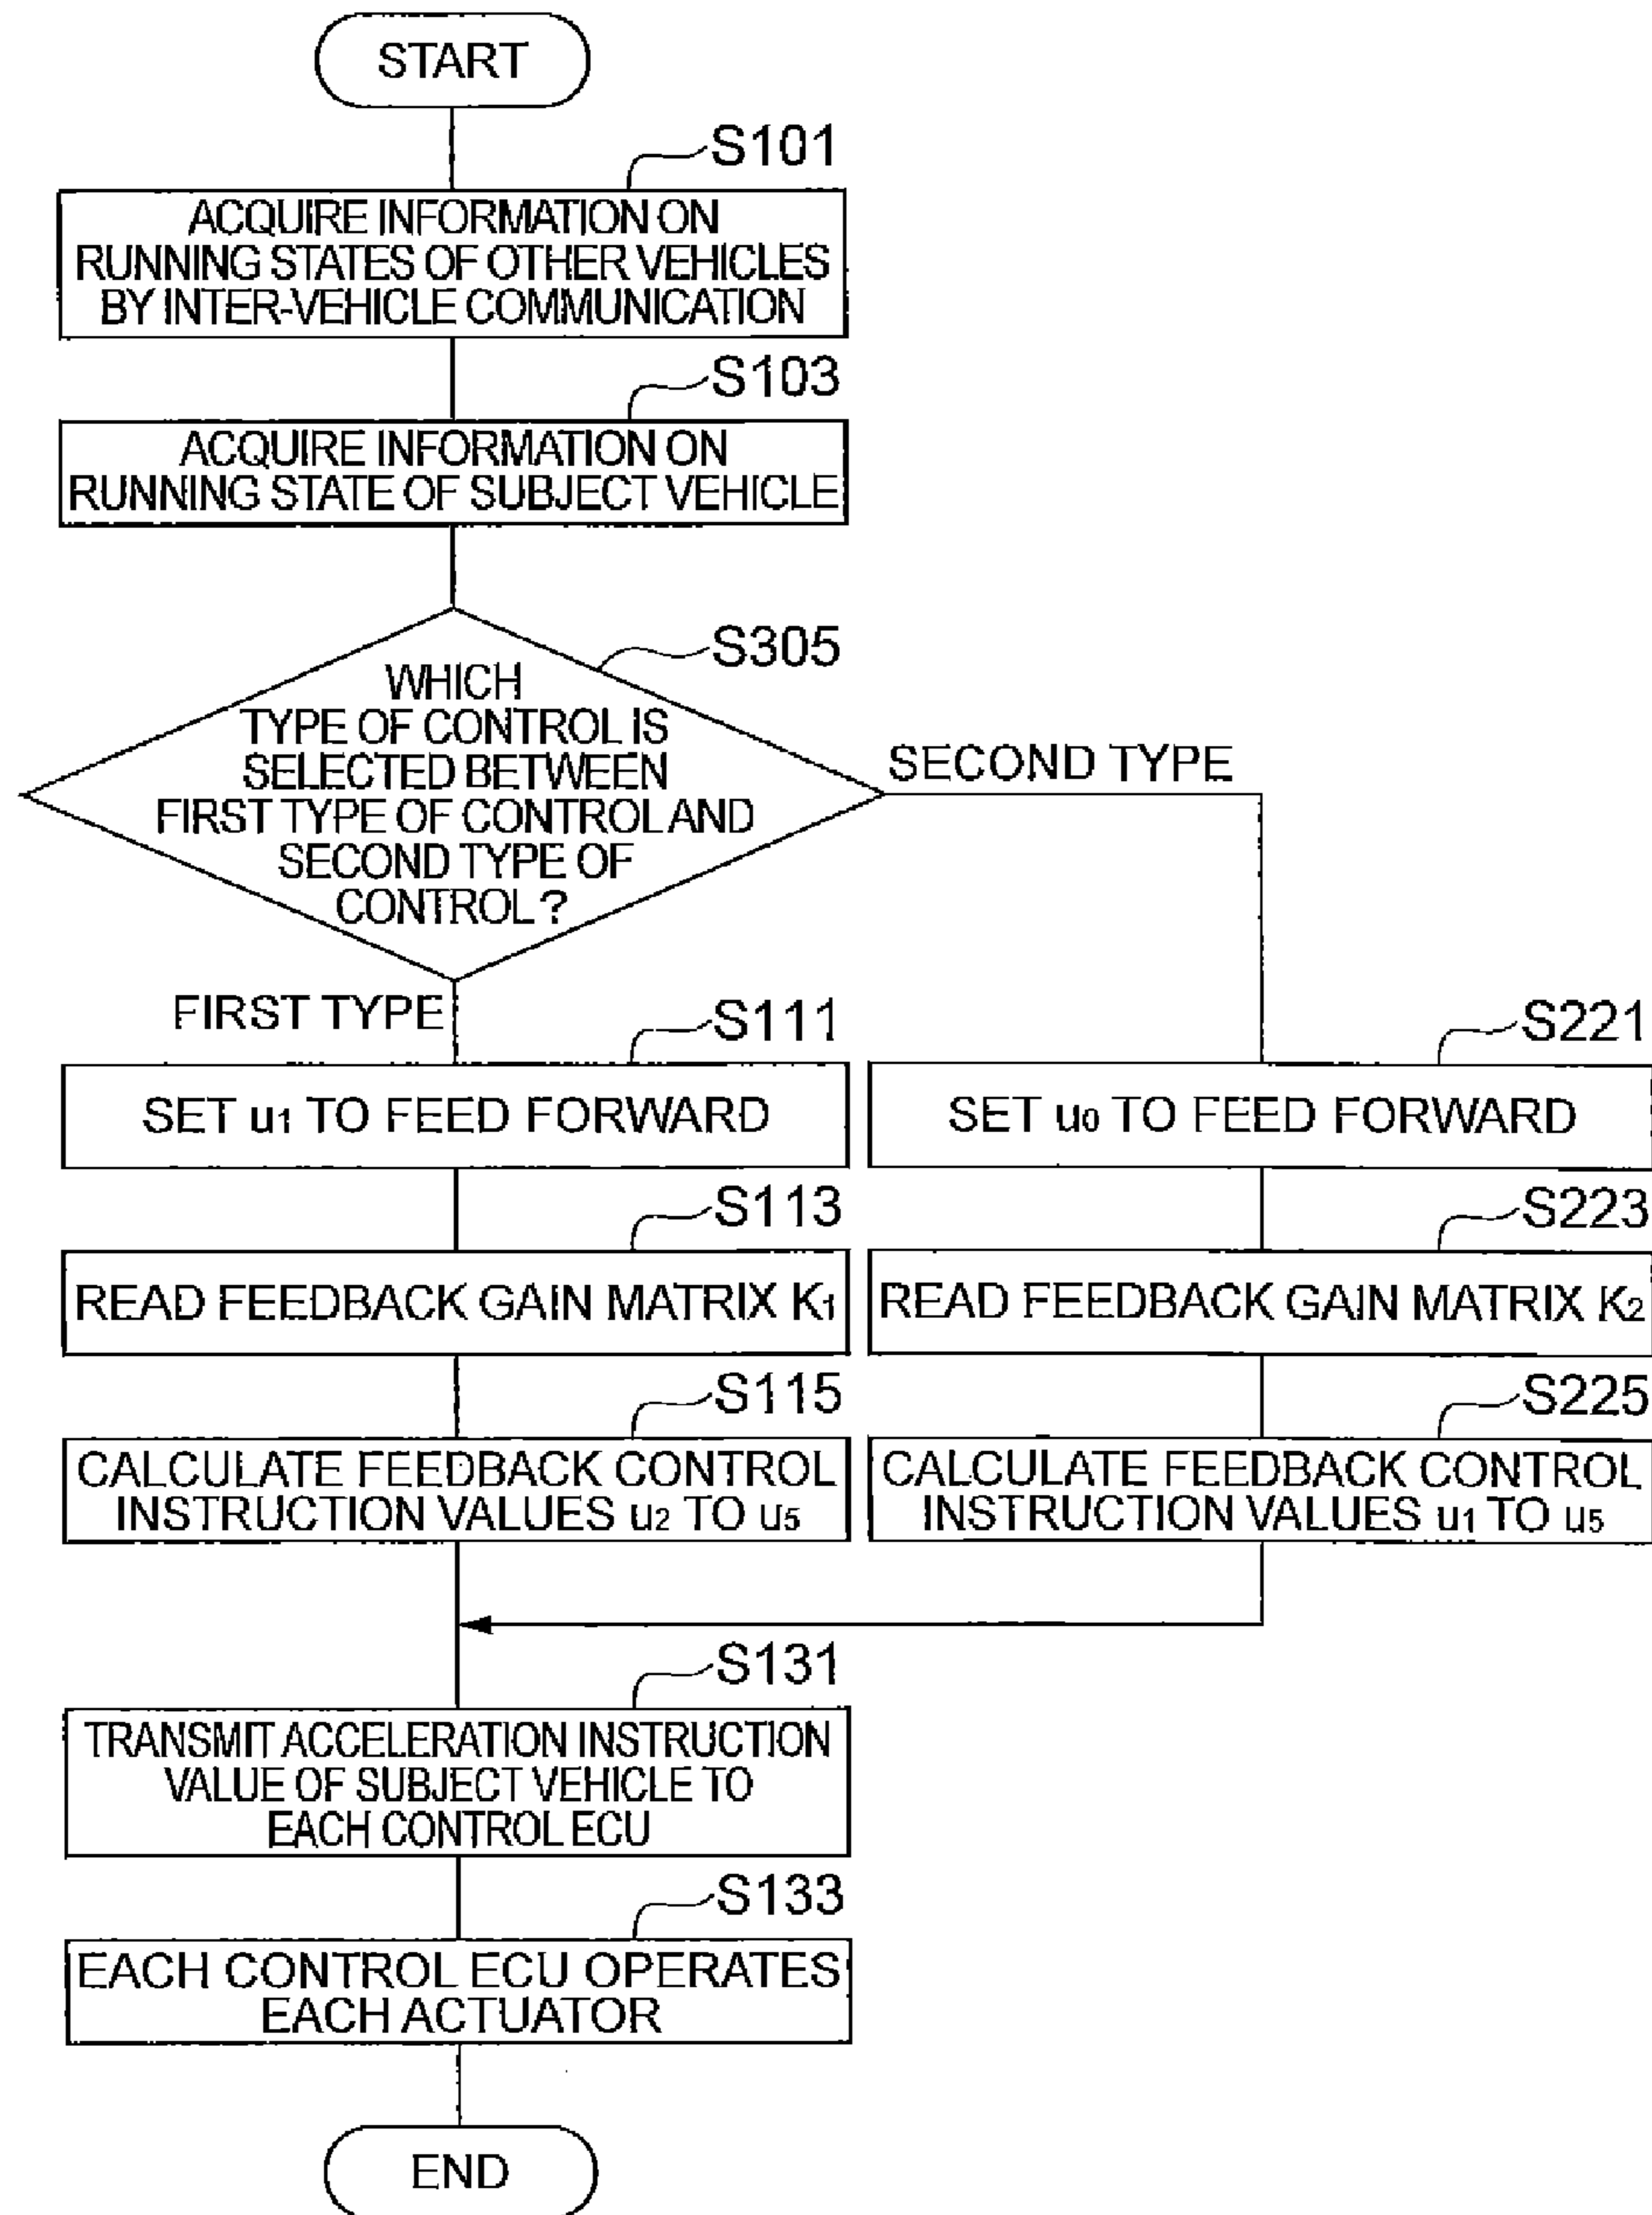 START
S101
ACQUIRE INFORMATION ON
RUNNING STATES OF OTHER VEHICLES
BY INTER-VEHICLE COMMUNICATION
S103
ACQUIRE INFORMATION ON
RUNNING STATE OF SUBJECT VEHICLE
S305
WHICH
TYPE OF CONTROL IS
SELECTED BETWEEN
FIRST TYPE OF CONTROL AND
SECOND TYPE OF
CONTROL?
SECOND TYPE
FIRST TYPE
S111
SET u1 TO FEED FORWARD
S113
READ FEEDBACK GAIN MATRIX K1
S115
CALCULATE FEEDBACK CONTROL
INSTRUCTION VALUES u2 TO u5
S221
SET u0 TO FEED FORWARD
S223
READ FEEDBACK GAIN MATRIX K2
S225
CALCULATE FEEDBACK CONTROL
INSTRUCTION VALUES u1 TO u5
S131
TRANSMIT ACCELERATION INSTRUCTION
VALUE OF SUBJECT VEHICLE TO
EACH CONTROL ECU
S133
EACH CONTROL ECU OPERATES
EACH ACTUATOR
END